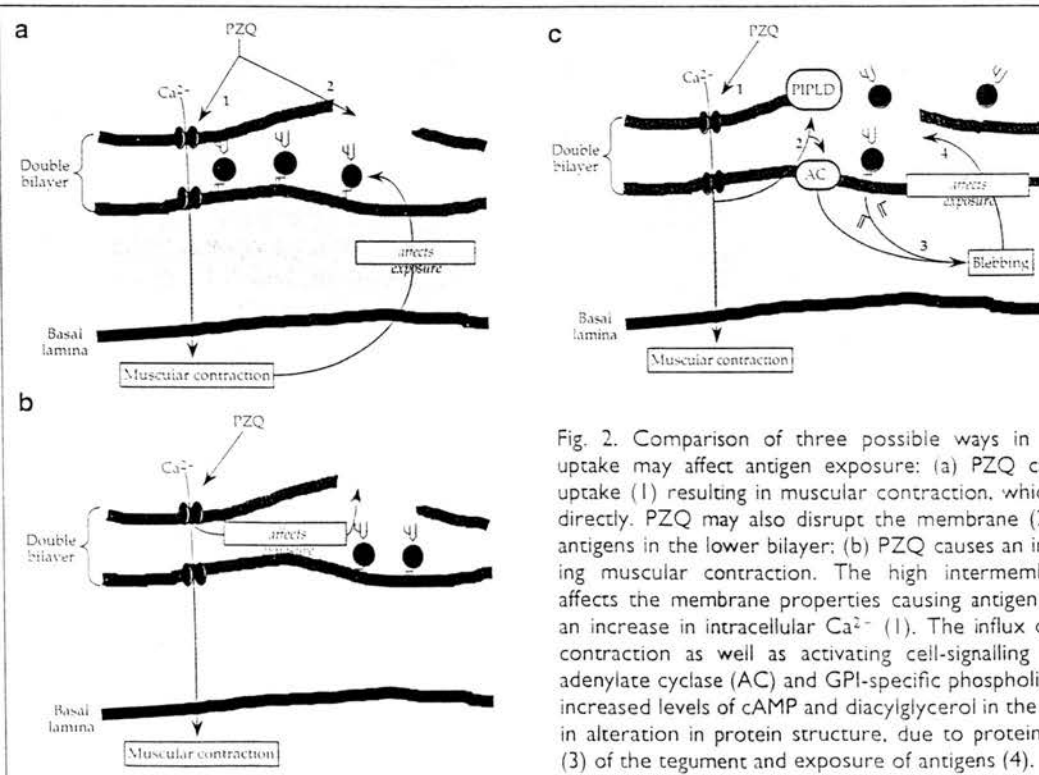 a
PZQ
Ca²⁻
1
2
Double
bilayer
affects
exposure
Basal
lamina
Muscular contraction
b
PZQ
Ca²⁻
Double
bilayer
affects
Basal
lamina
Muscular contraction
c
PZQ
Ca²⁻
1
PIPLD
2
AC
4
Double
bilayer
affects
exposure
3
Blebbing
Basal
lamina
Muscular contraction
Fig. 2. Comparison of three possible ways in
uptake may affect antigen exposure: (a) PZQ c
uptake (1) resulting in muscular contraction, whic
directly. PZQ may also disrupt the membrane (2
antigens in the lower bilayer; (b) PZQ causes an in
ing muscular contraction. The high intermembl
affects the membrane properties causing antigen
an increase in intracellular Ca²⁻ (1). The influx o
contraction as well as activating cell-signalling
adenylate cyclase (AC) and GPI-specific phospholi
increased levels of cAMP and diacylglycerol in the
in alteration in protein structure, due to protein
(3) of the tegument and exposure of antigens (4).